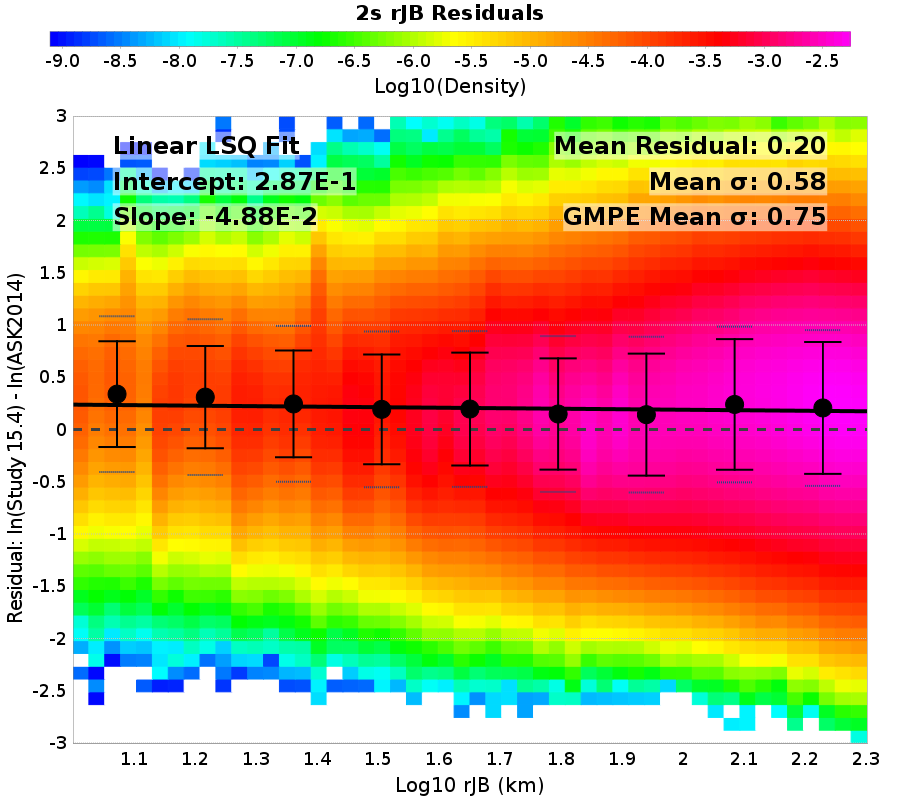 2s rJB Residuals
-9.0 -8.5 -8.0 -7.5 -7.0 -6.5 -6.0 -5.5 -5.0 -4.5 -4.0 -3.5 -3.0 -2.5
Log10(Density)
Linear LSQ Fit
Intercept: 2.87E-1
Slope: -4.88E-2
Mean Residual: 0.20
Mean σ: 0.58
GMPE Mean σ: 0.75
Residual: ln(Study 15.4) - ln(ASK2014)
3
2.5
2
1.5
1
0.5
0
-0.5
-1
-1.5
-2
-2.5
-3
1.1 1.2 1.3 1.4 1.5 1.6 1.7 1.8 1.9 2 2.1 2.2 2.3
Log10 rJB (km)